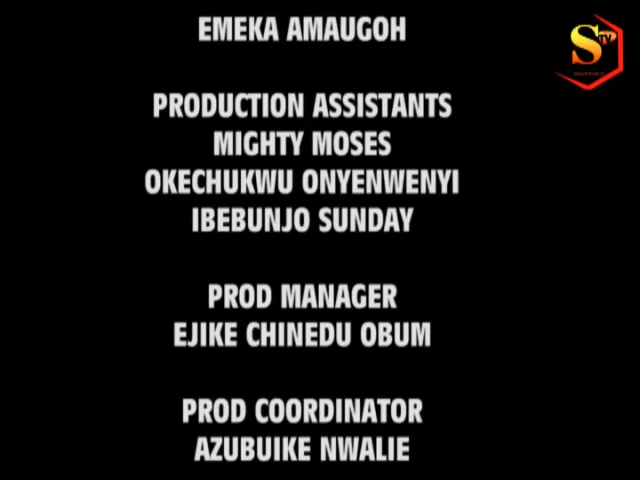 EMEKA AMAUGOH
S
TV
PRODUCTION ASSISTANTS
MIGHTY MOSES
OKECHUKWU ONYENWENYI
IBEBUNJO SUNDAY
PROD MANAGER
EJIKE CHINEDU OBUM
PROD COORDINATOR
AZUBUIKE NWALIE